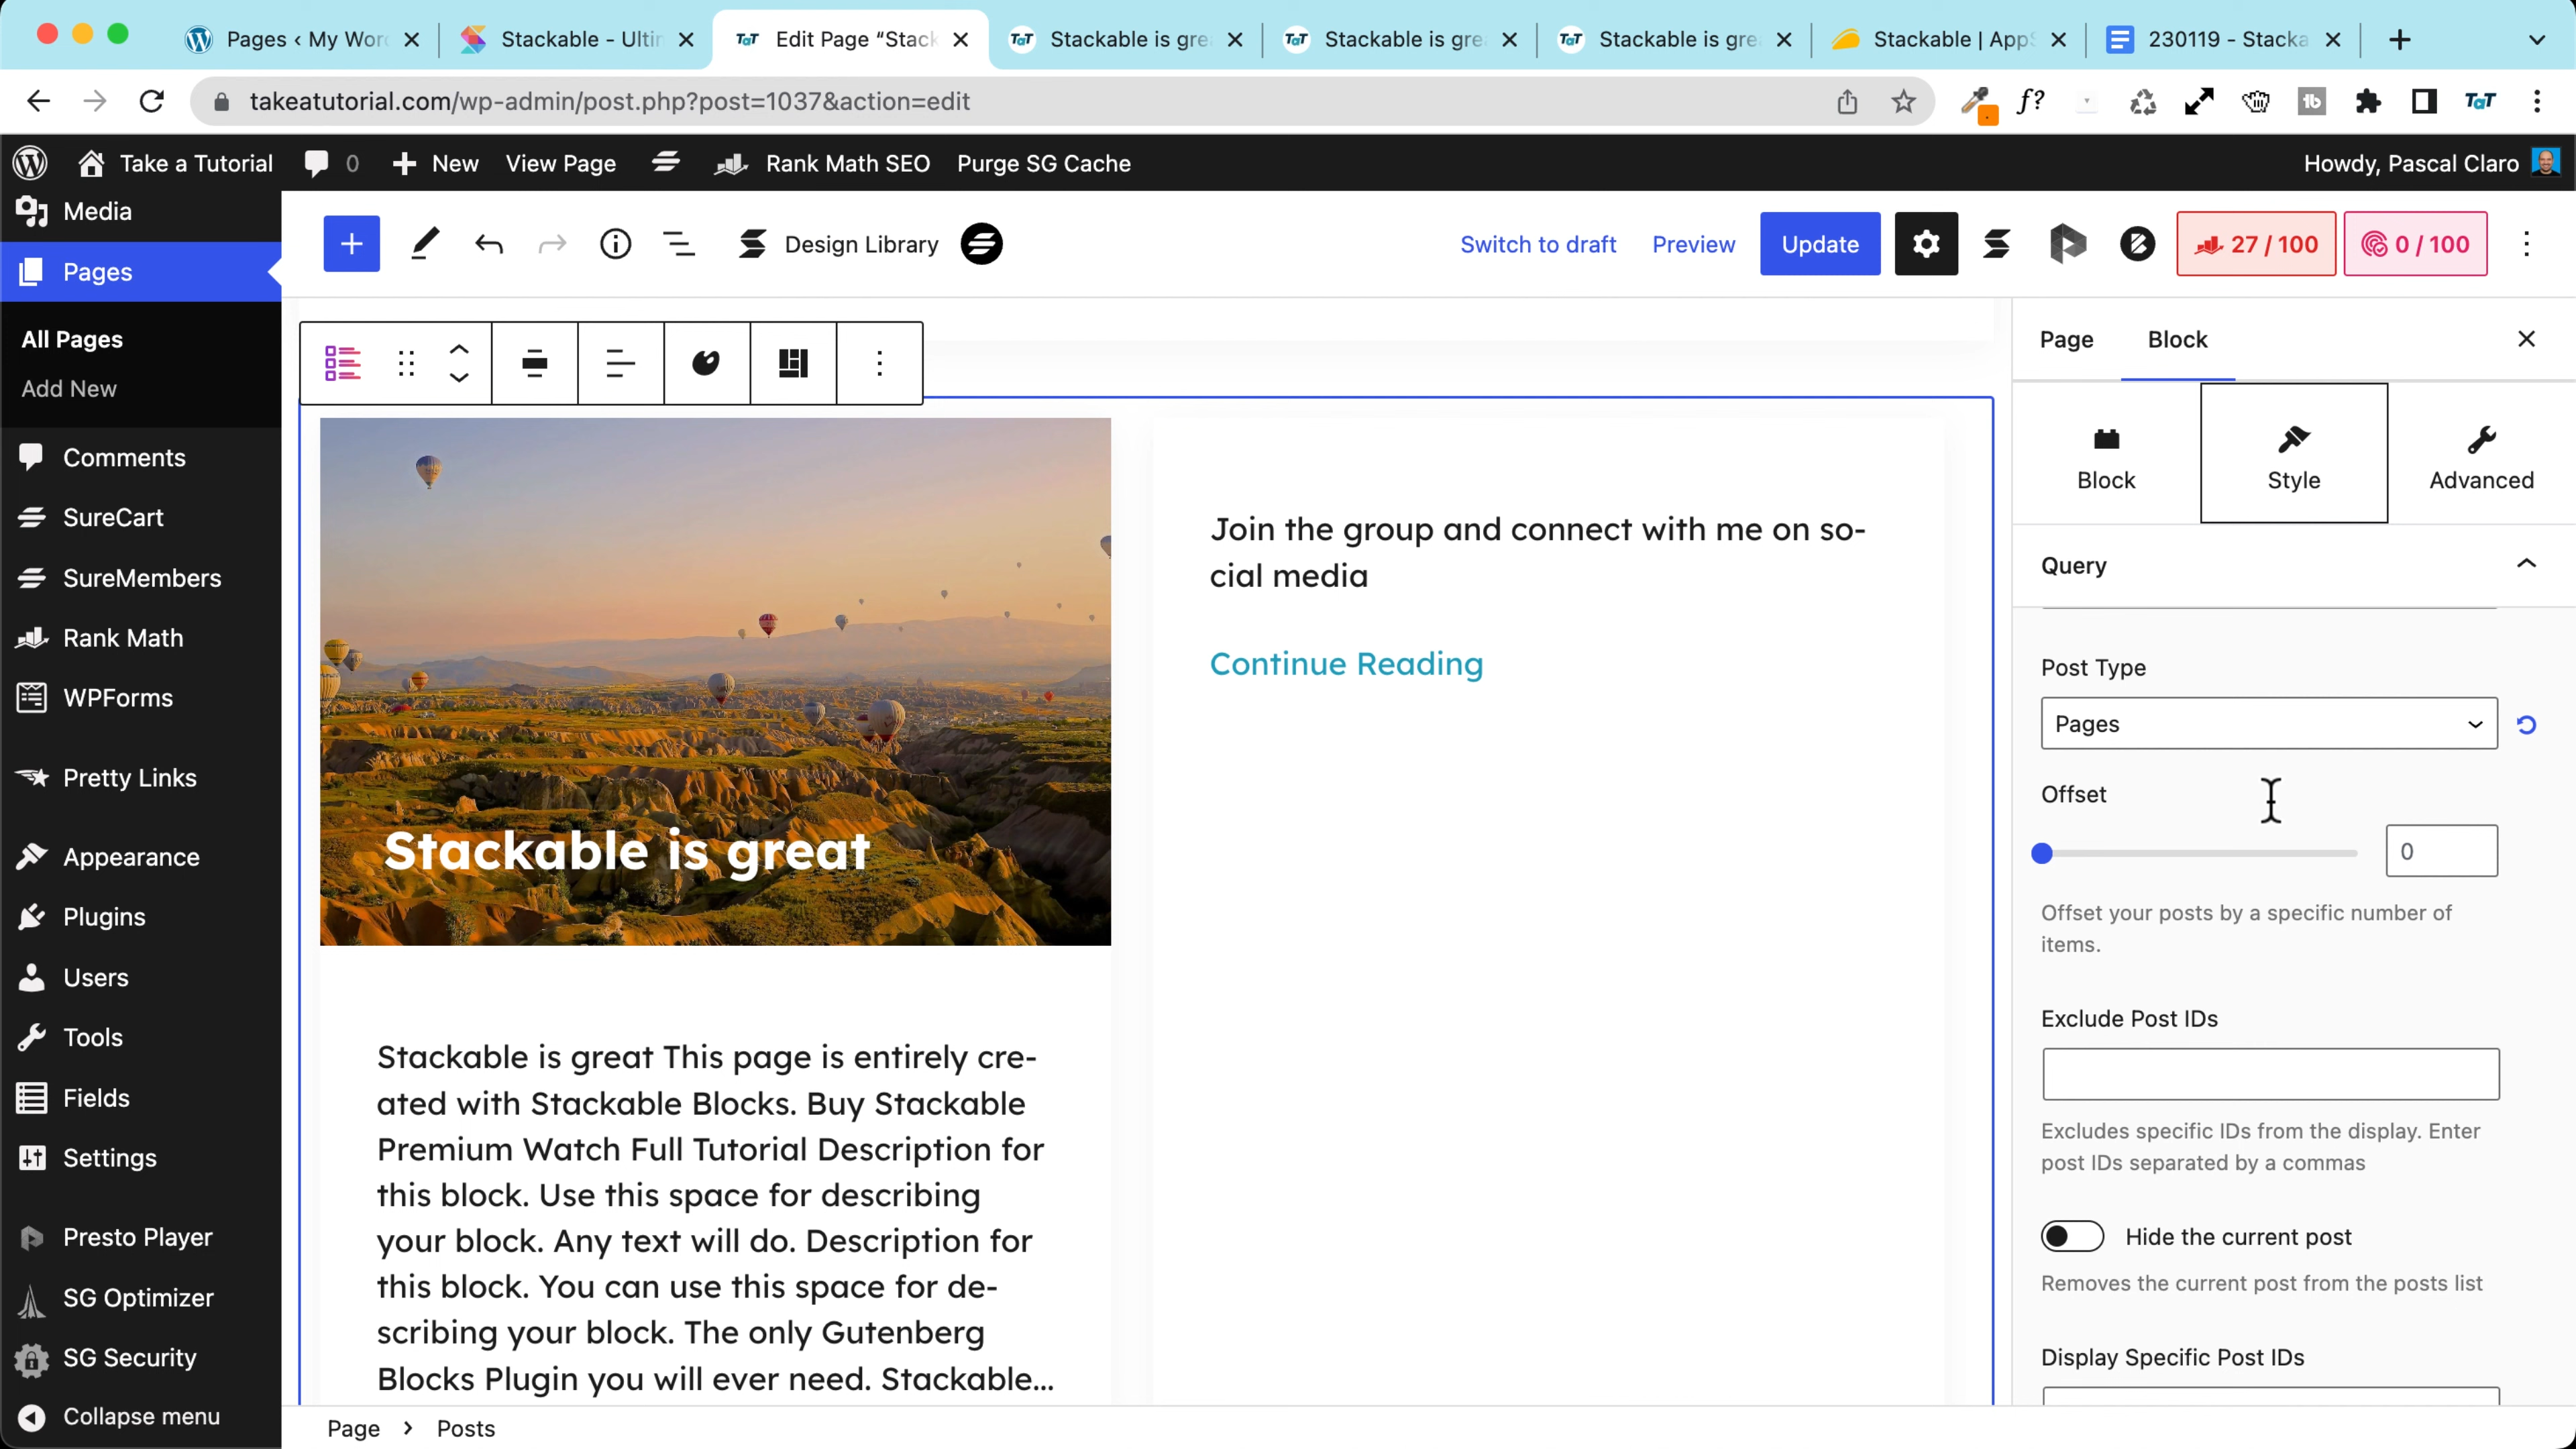 Pages ‹ My Wor
Stackable - Ultir
TaT Edit Page “Stack
TaT Stackable is gre
TaT Stackable is gre
TaT Stackable is gre
Stackable | AppS
230119 - Stacka
takeatutorial.com/wp-admin/post.php?post=1037&action=edit
f? tb TaT
Take a Tutorial
0
New
View Page
Rank Math SEO
Purge SG Cache
Howdy, Pascal Claro
Media
Pages
All Pages
Add New
Comments
SureCart
SureMembers
Rank Math
WPForms
Pretty Links
Appearance
Plugins
Users
Tools
Fields
Settings
Presto Player
SG Optimizer
SG Security
Collapse menu
Design Library
Switch to draft
Preview
Update
27 / 100
0 / 100
Stackable is great
Stackable is great This page is entirely cre-
ated with Stackable Blocks. Buy Stackable
Premium Watch Full Tutorial Description for
this block. Use this space for describing
your block. Any text will do. Description for
this block. You can use this space for de-
scribing your block. The only Gutenberg
Blocks Plugin you will ever need. Stackable...
Join the group and connect with me on so-
cial media
Continue Reading
Page
Block
Block
Style
Advanced
Query
Post Type
Pages
Offset
0
Offset your posts by a specific number of
items.
Exclude Post IDs
Excludes specific IDs from the display. Enter
post IDs separated by a commas
Hide the current post
Removes the current post from the posts list
Display Specific Post IDs
Page › Posts